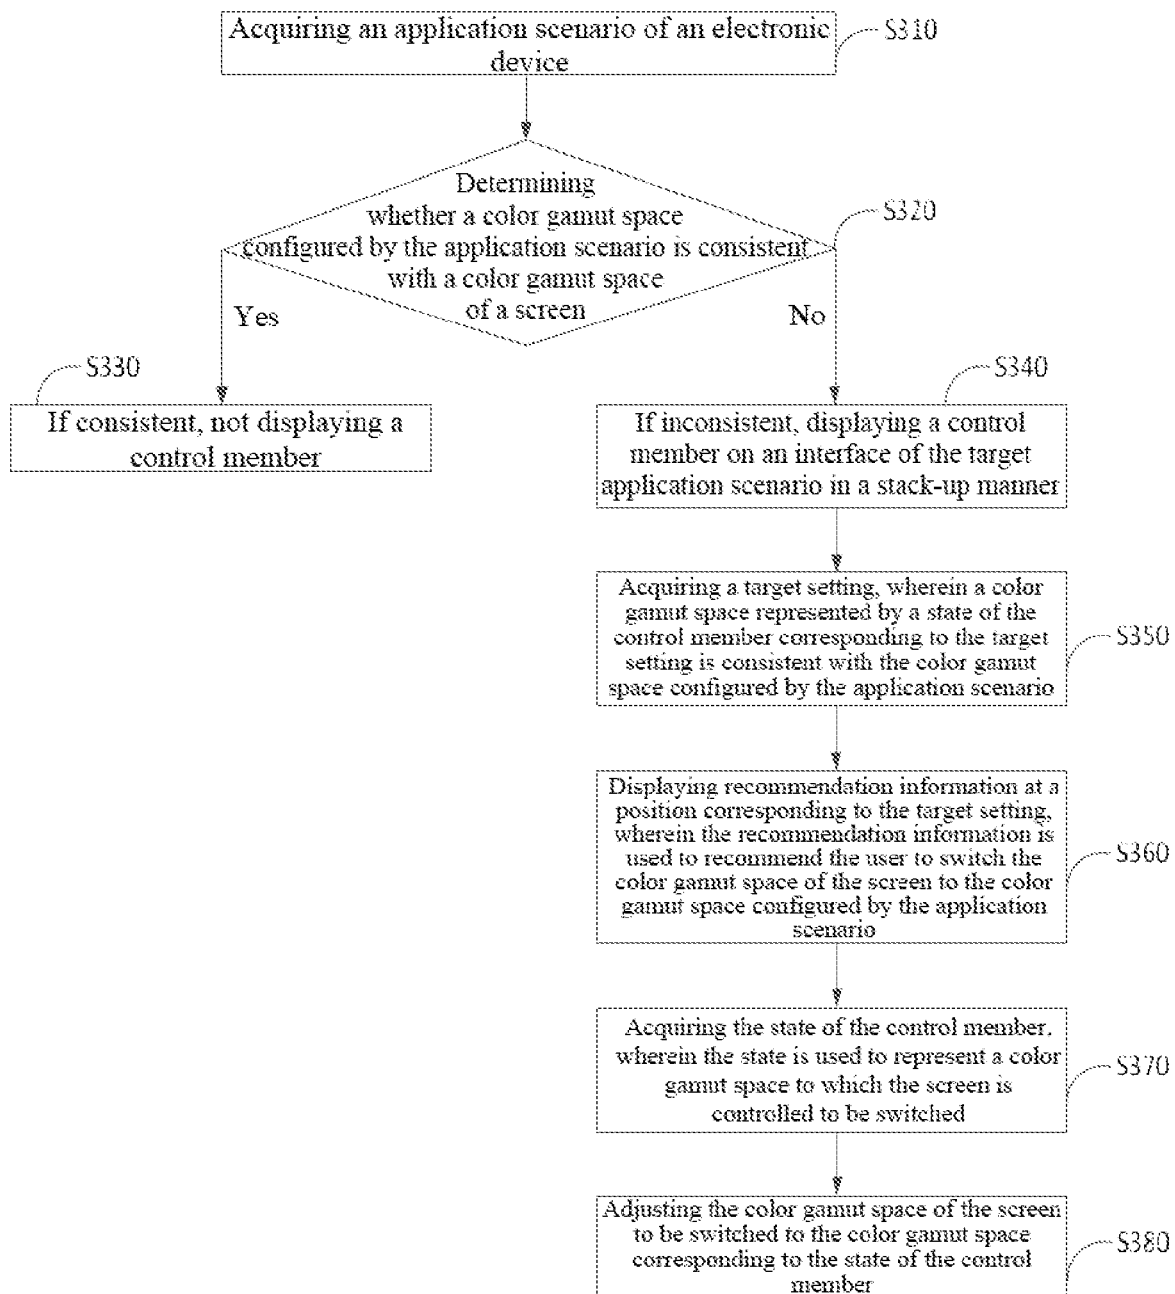 Acquiring an application scenario of an electronic
device
S310
Determining
whether a color gamut space
configured by the application scenario is consistent
with a color gamut space
of a screen
S320
Yes
No
S330
If consistent, not displaying a
control member
S340
If inconsistent, displaying a control
member on an interface of the target
application scenario in a stack-up manner
Acquiring a target setting, wherein a color
gamut space represented by a state of the
control member corresponding to the target
setting is consistent with the color gamut
space configured by the application scenario
S350
Displaying recommendation information at a
position corresponding to the target setting,
wherein the recommendation information is
used to recommend the user to switch the
color gamut space of the screen to the color
gamut space configured by the application
scenario
S360
Acquiring the state of the control member,
wherein the state is used to represent a color
gamut space to which the screen is
controlled to be switched
S370
Adjusting the color gamut space of the screen
to be switched to the color gamut space
corresponding to the state of the control
member
S380